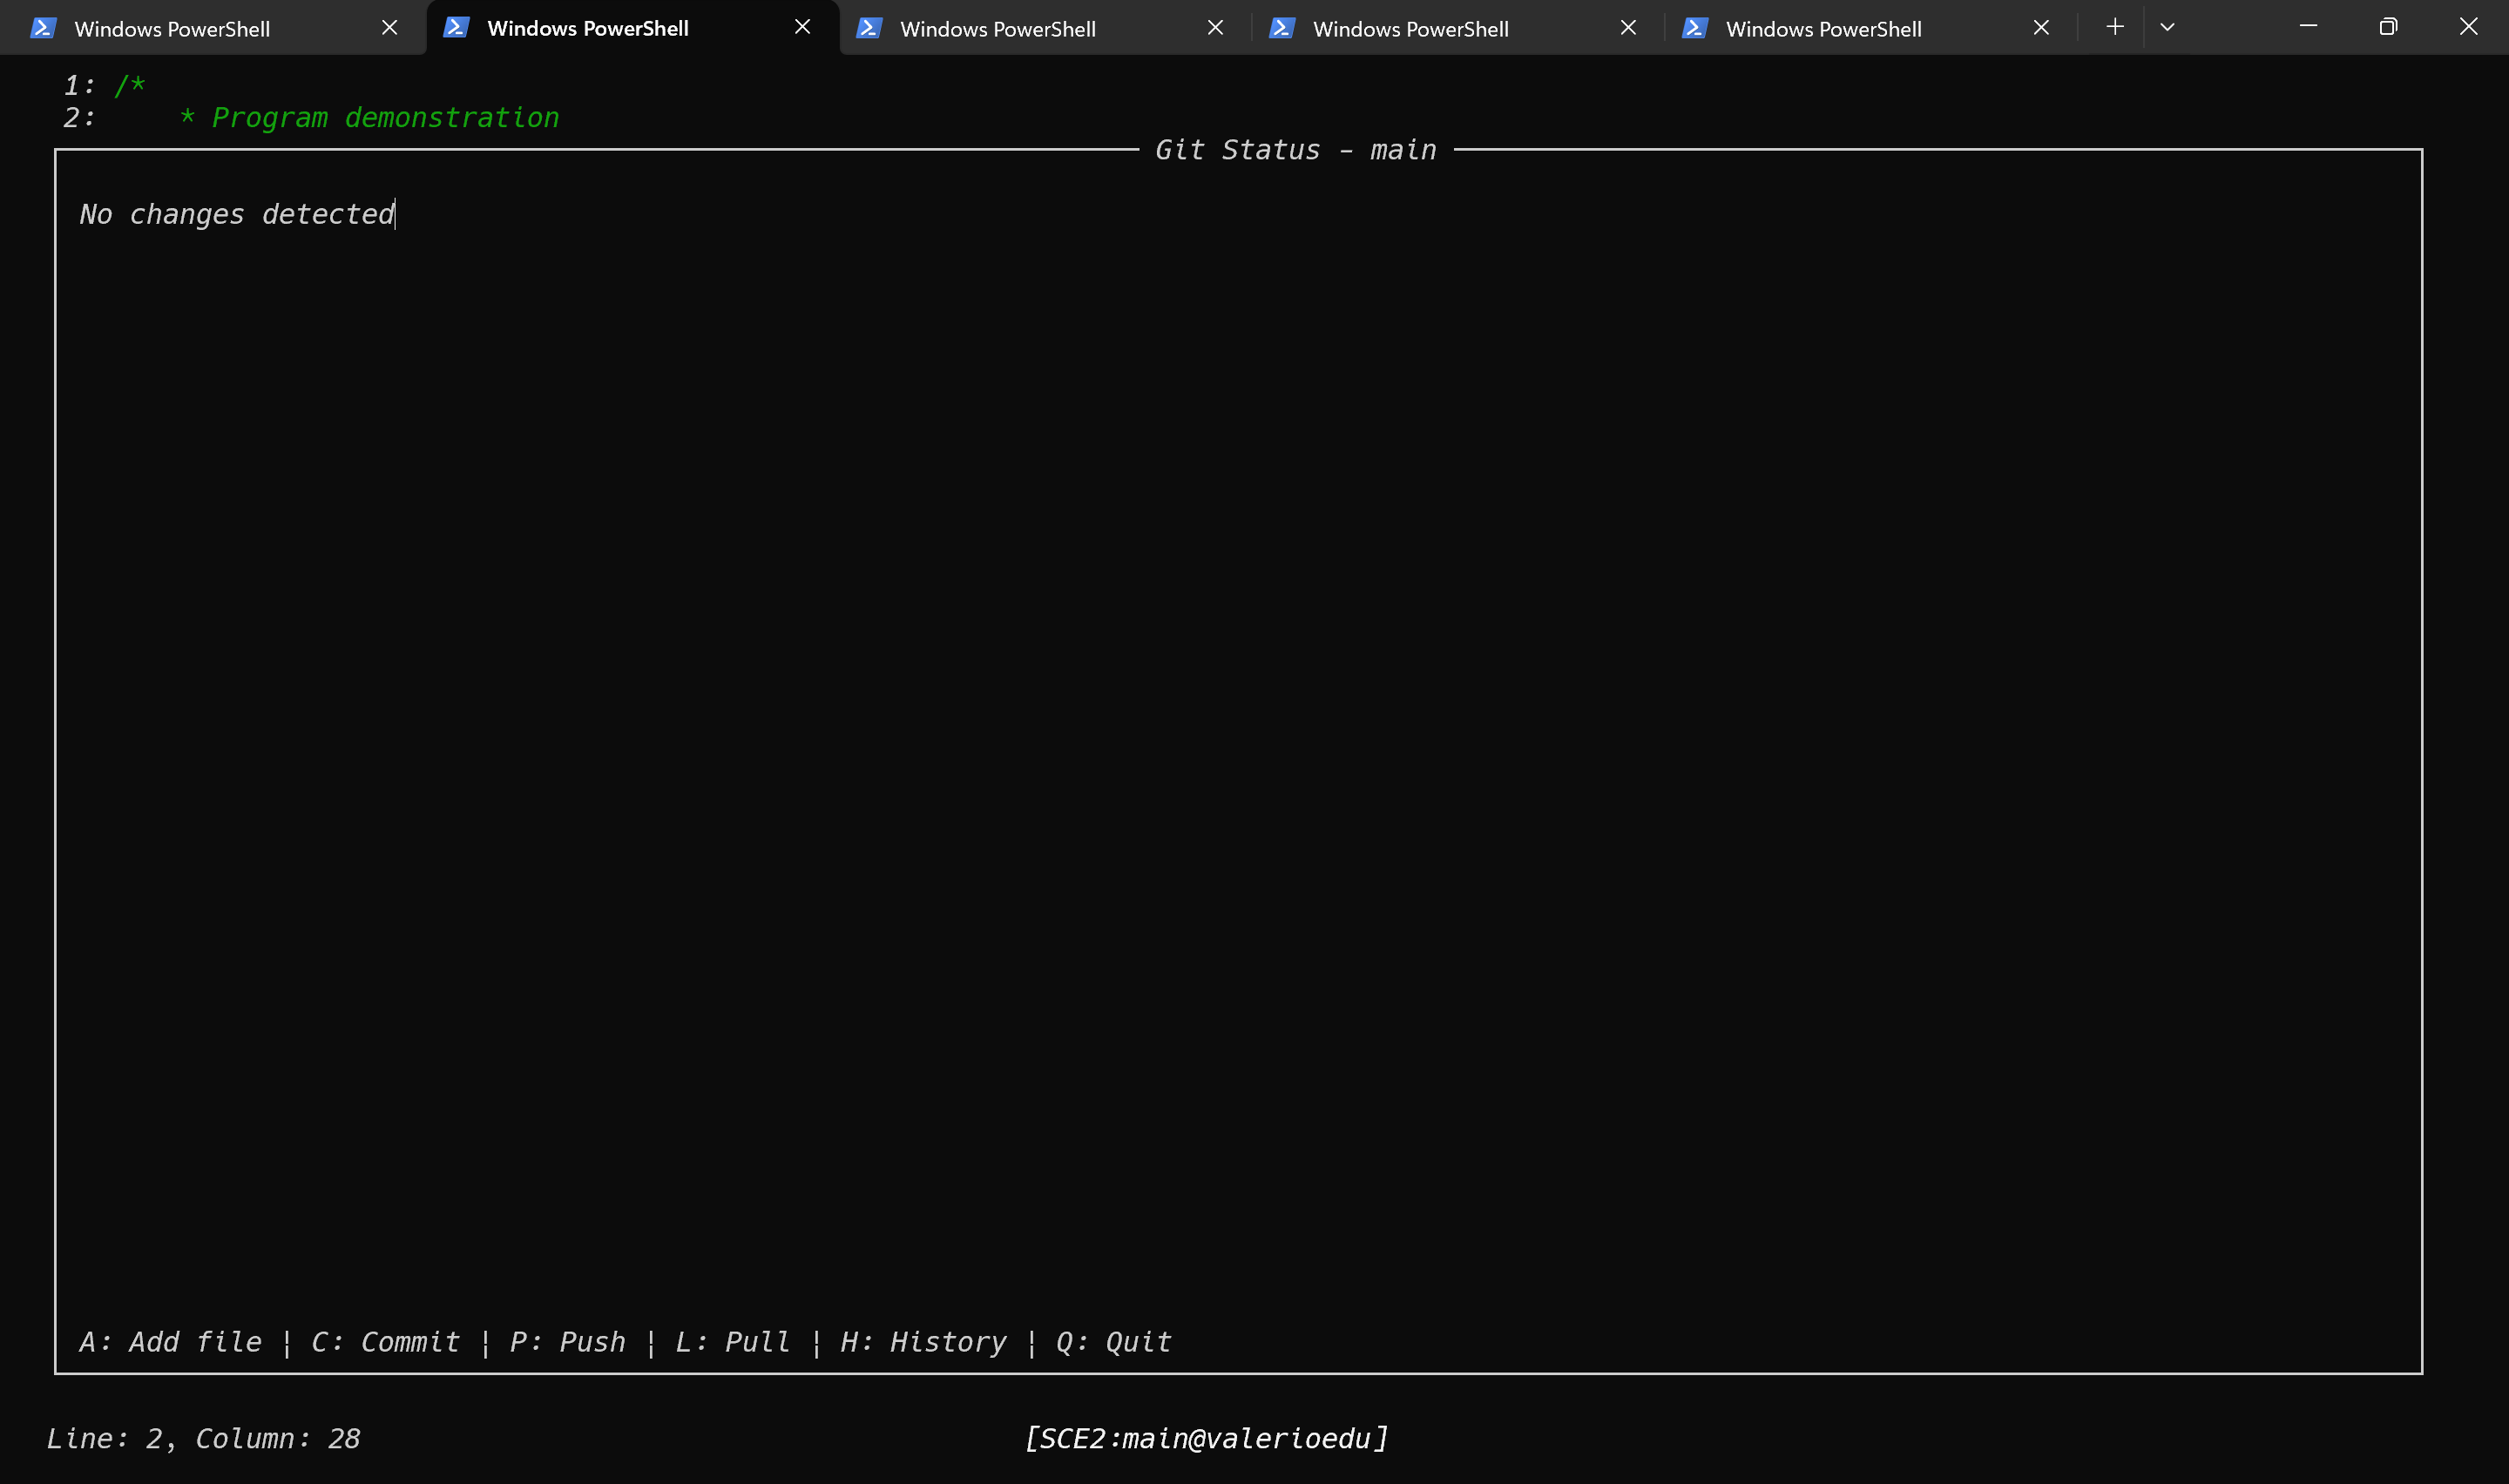 Windows PowerShell Windows PowerShell Windows PowerShell Windows PowerShell Windows PowerShell
1: /*
2:     * Program demonstration
Git Status - main
No changes detected
A: Add file | C: Commit | P: Push | L: Pull | H: History | Q: Quit
Line: 2, Column: 28 [SCE2:main@valerioedu]